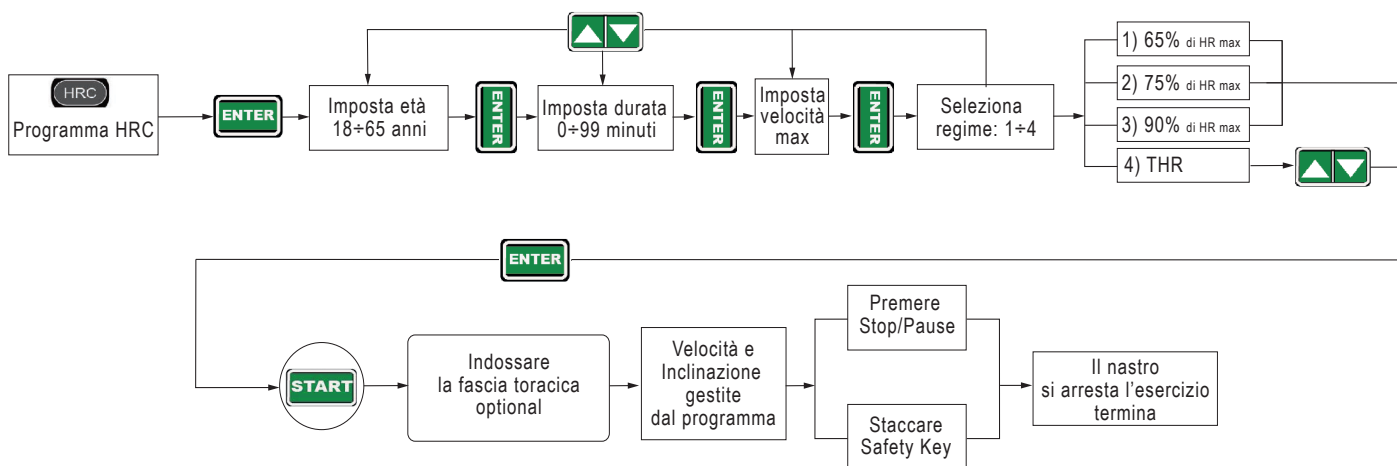 HRC
Programma HRC
ENTER
Imposta età
18÷65 anni
ENTER
Imposta durata
0÷99 minuti
ENTER
Imposta
velocità
max
ENTER
Seleziona
regime: 1÷4
1) 65% di HR max
2) 75% di HR max
3) 90% di HR max
4) THR
ENTER
START
Indossare
la fascia toracica
optional
Velocità e
Inclinazione
gestite
dal programma
Premere
Stop/Pause
Staccare
Safety Key
Il nastro
si arresta l’esercizio
termina